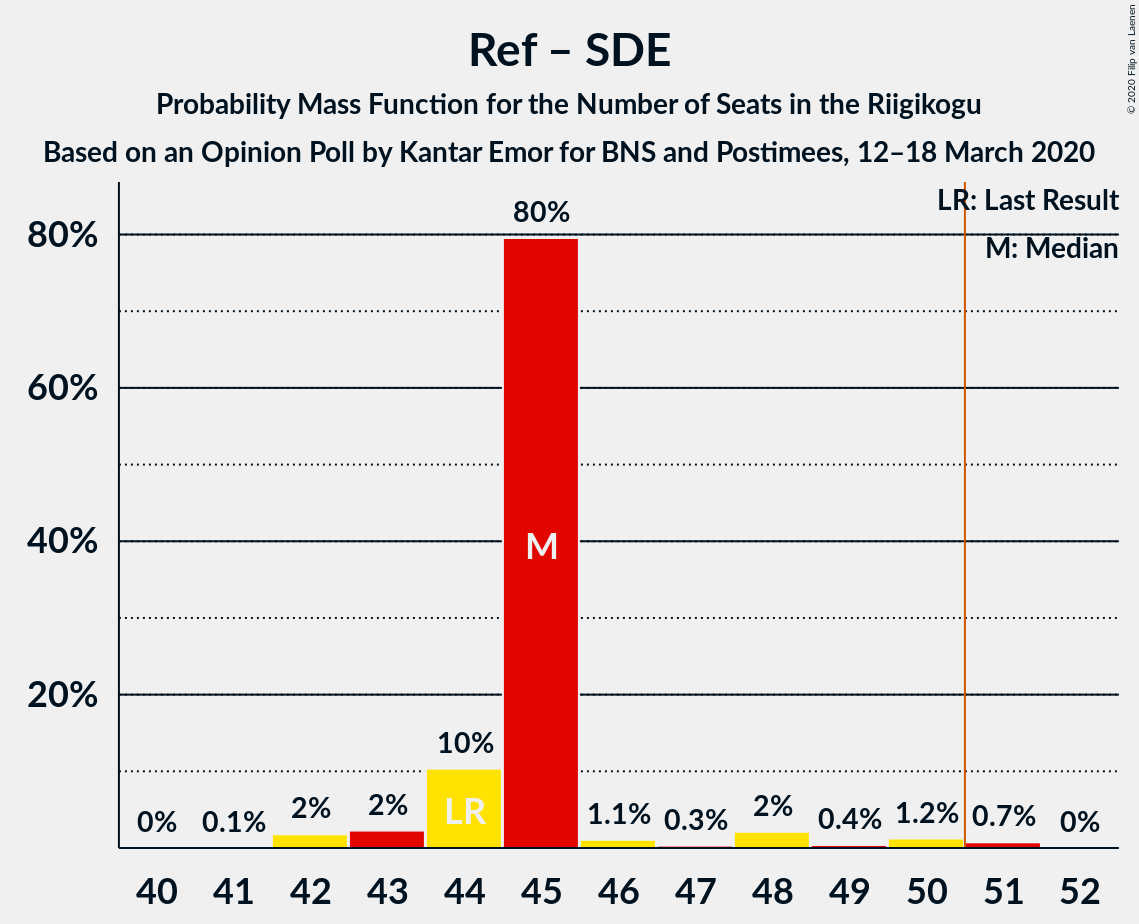 Ref – SDE
Probability Mass Function for the Number of Seats in the Riigikogu
Based on an Opinion Poll by Kantar Emor for BNS and Postimees, 12–18 March 2020
© 2020 Filip van Laenen
LR: Last Result
M: Median
80%
60%
40%
20%
0%
0.1%
2%
2%
10%
80%
1.1%
0.3%
2%
0.4%
1.2%
0.7%
0%
LR
M
40 41 42 43 44 45 46 47 48 49 50 51 52